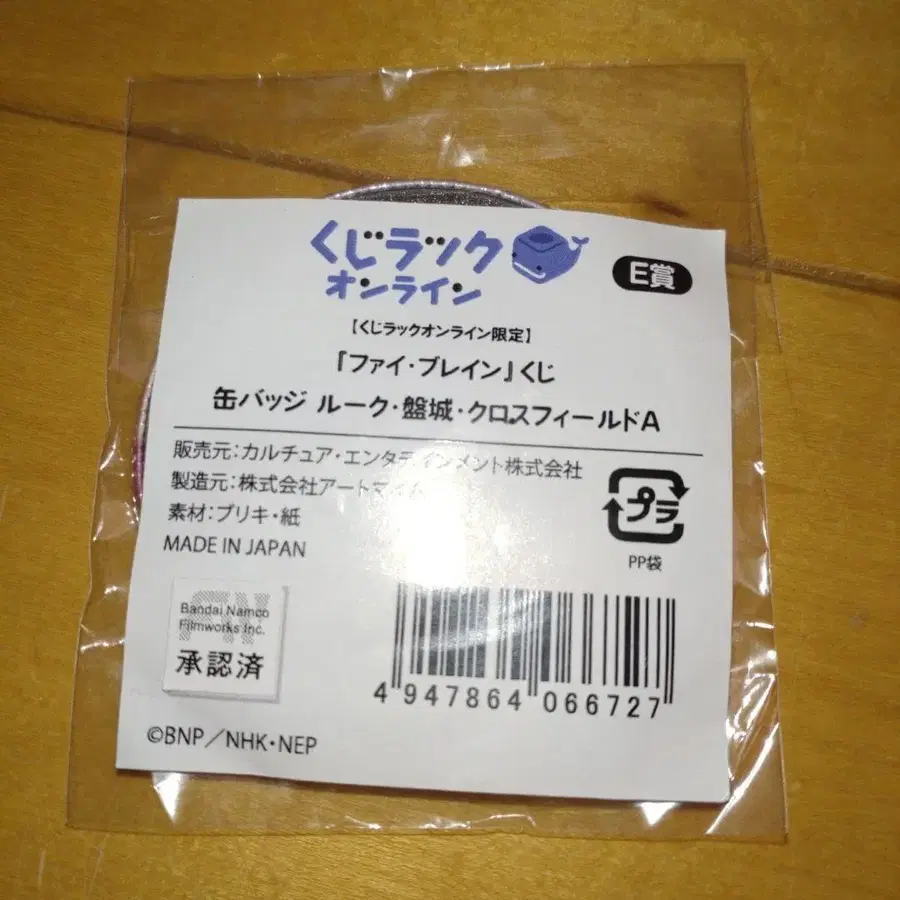 くじラック
オンライン
E賞
【くじラックオンライン限定】
『ファイ・ブレイン』くじ
缶バッジ ルーク・盤城・クロスフィールドA
販売元:カルチュア・エンタテインメント株式会社
製造元:株式会社アートマイル
素材:ブリキ・紙
MADE IN JAPAN
プラ
PP袋
Bandai Namco
Filmworks Inc.
承認済
4 947864 066727
©BNP/NHK・NEP